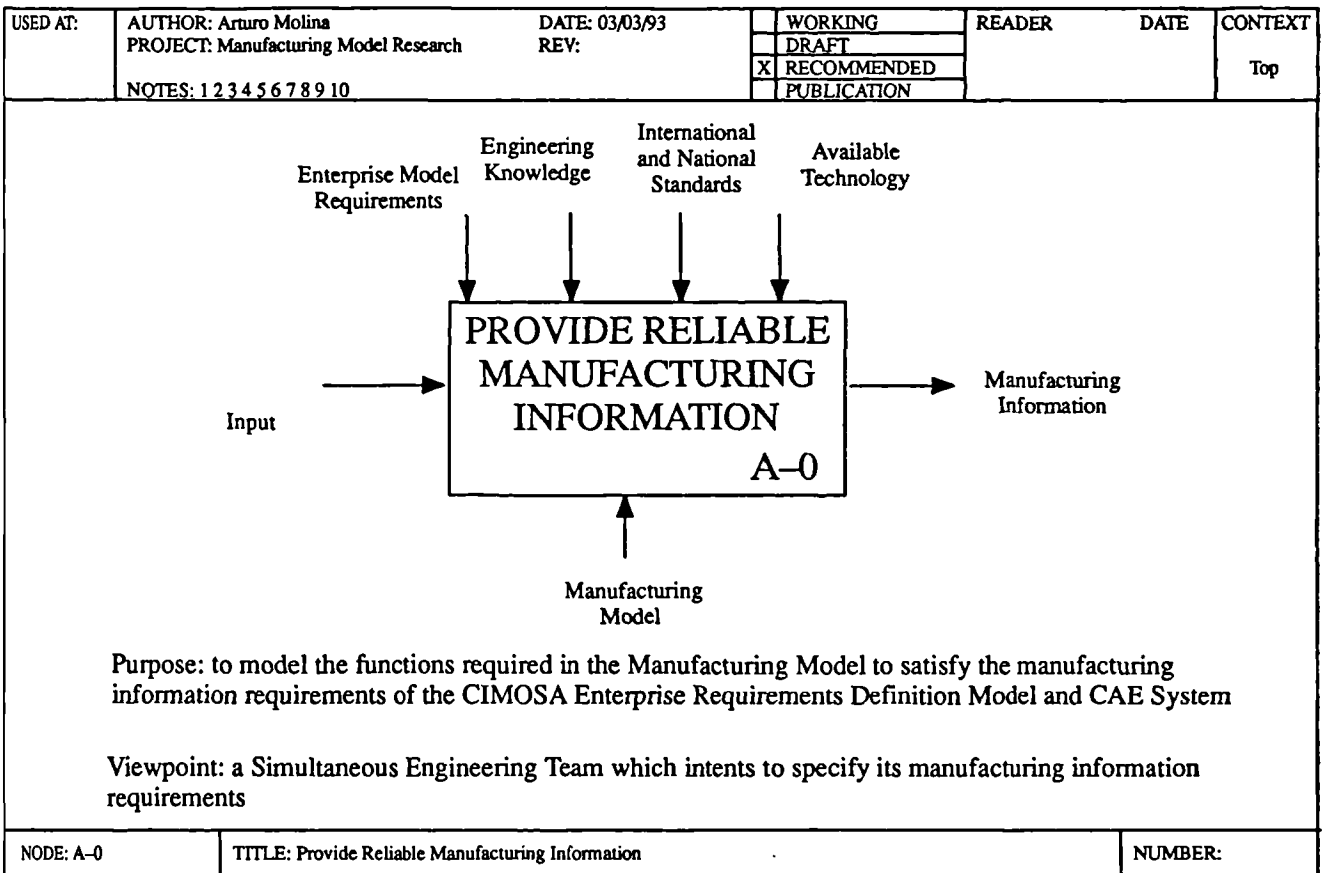 USED AT:
AUTHOR: Arturo Molina
DATE: 03/03/93
PROJECT: Manufacturing Model Research
REV:
NOTES: 1 2 3 4 5 6 7 8 9 10
WORKING
DRAFT
X RECOMMENDED
PUBLICATION
READER
DATE
CONTEXT
Top
Enterprise Model
Requirements
Engineering
Knowledge
International
and National
Standards
Available
Technology
PROVIDE RELIABLE
MANUFACTURING
INFORMATION
A–0
Input
Manufacturing
Information
Manufacturing
Model
Purpose: to model the functions required in the Manufacturing Model to satisfy the manufacturing
information requirements of the CIMOSA Enterprise Requirements Definition Model and CAE System
Viewpoint: a Simultaneous Engineering Team which intents to specify its manufacturing information
requirements
NODE: A–0
TITLE: Provide Reliable Manufacturing Information
NUMBER: